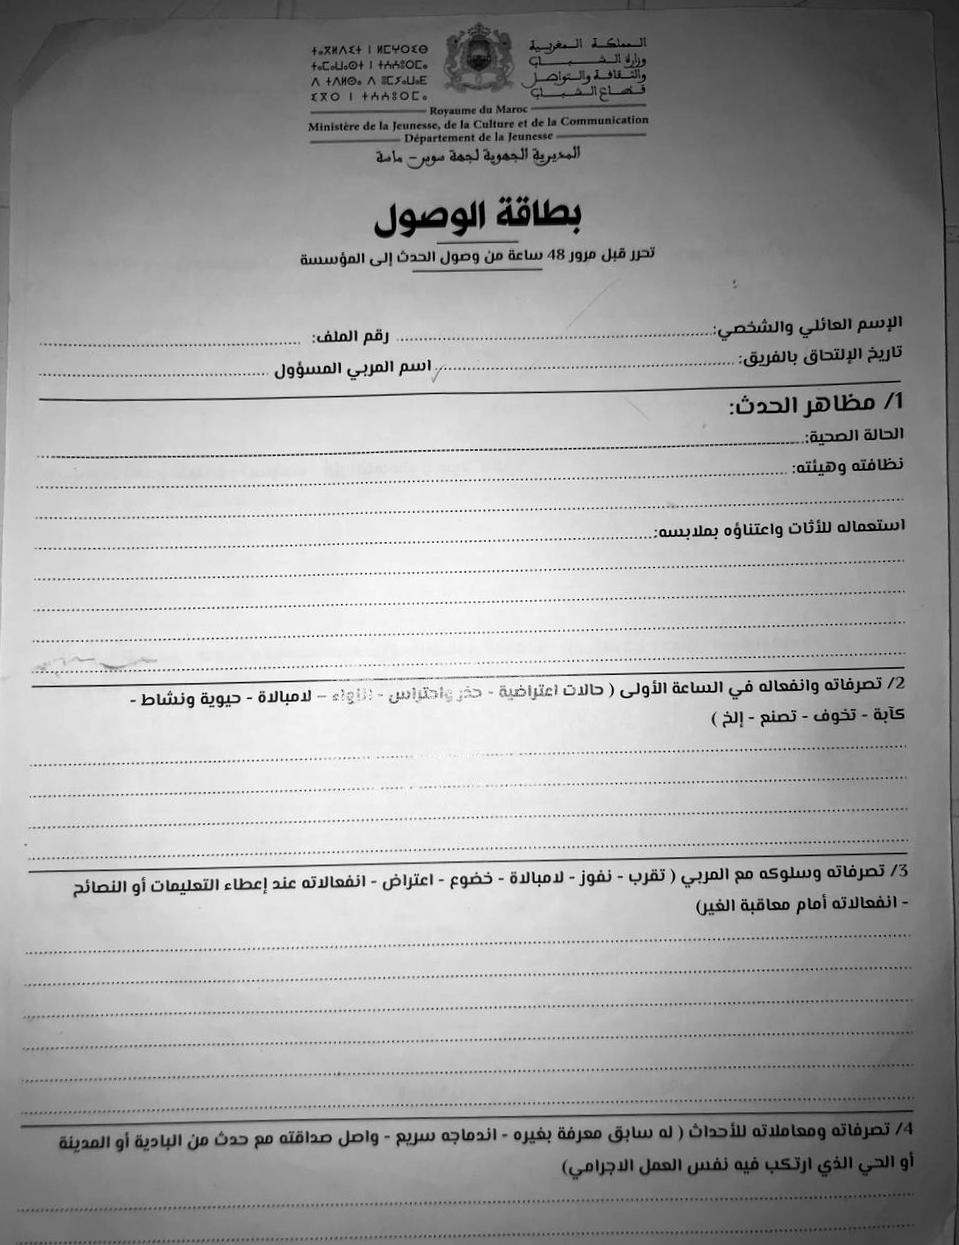 ⵜⴰⴳⵍⴷⵉⵜ ⵏ ⵍⵎⵖⵔⵉⴱ
ⵜⴰⵎⴰⵡⴰⵙⵜ ⵏ ⵜⵄⵄⵓⵔⵎⴰ
ⴷ ⵜⴷⵍⵙⴰ ⴷ ⵓⵎⵢⴰⵡⴰⴹ
ⵉⴳⵔ ⵏ ⵜⵄⵄⵓⵔⵎⴰ
المملكة المغربية
وزارة الشباب
والثقافة والتواصل
قطاع الشباب
Royaume du Maroc
Ministère de la Jeunesse, de la Culture et de la Communication
Département de la Jeunesse
المديرية الجهوية لجهة سوس - ماسة
بطاقة الوصول
تحرر قبل مرور 48 ساعة من وصول الحدث إلى المؤسسة
الإسم العائلي والشخصي: رقم الملف:
تاريخ الإلتحاق بالفريق: اسم المربي المسؤول
1/ مظاهر الحدث:
الحالة الصحية:
نظافته وهيئته:
استعماله للأثات واعتناؤه بملابسه:
2/ تصرفاته وانفعاله في الساعة الأولى ( حالات اعتراضية - حذر واحتراس - انزواء - لامبالاة - حيوية ونشاط -
كآبة - تخوف - تصنع - إلخ )
3/ تصرفاته وسلوكه مع المربي ( تقرب - نفوز - لامبالاة - خضوع - اعتراض - انفعالاته عند إعطاء التعليمات أو النصائح
- انفعالاته أمام معاقبة الغير)
4/ تصرفاته ومعاملاته للأحداث ( له سابق معرفة بغيره - اندماجه سريع - واصل صداقته مع حدث من البادية أو المدينة
أو الحي الذي ارتكب فيه نفس العمل الاجرامي)